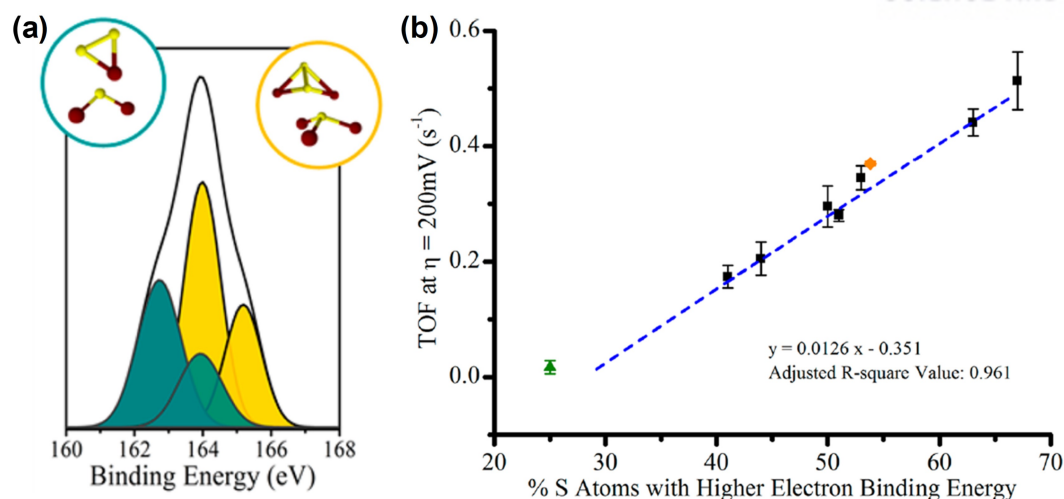 (a)
160 162 164 166 168
Binding Energy (eV)
(b)
TOF at η = 200mV (s⁻¹)
0.6
0.4
0.2
0.0
y = 0.0126 x - 0.351
Adjusted R-square Value: 0.961
20 30 40 50 60 70
% S Atoms with Higher Electron Binding Energy